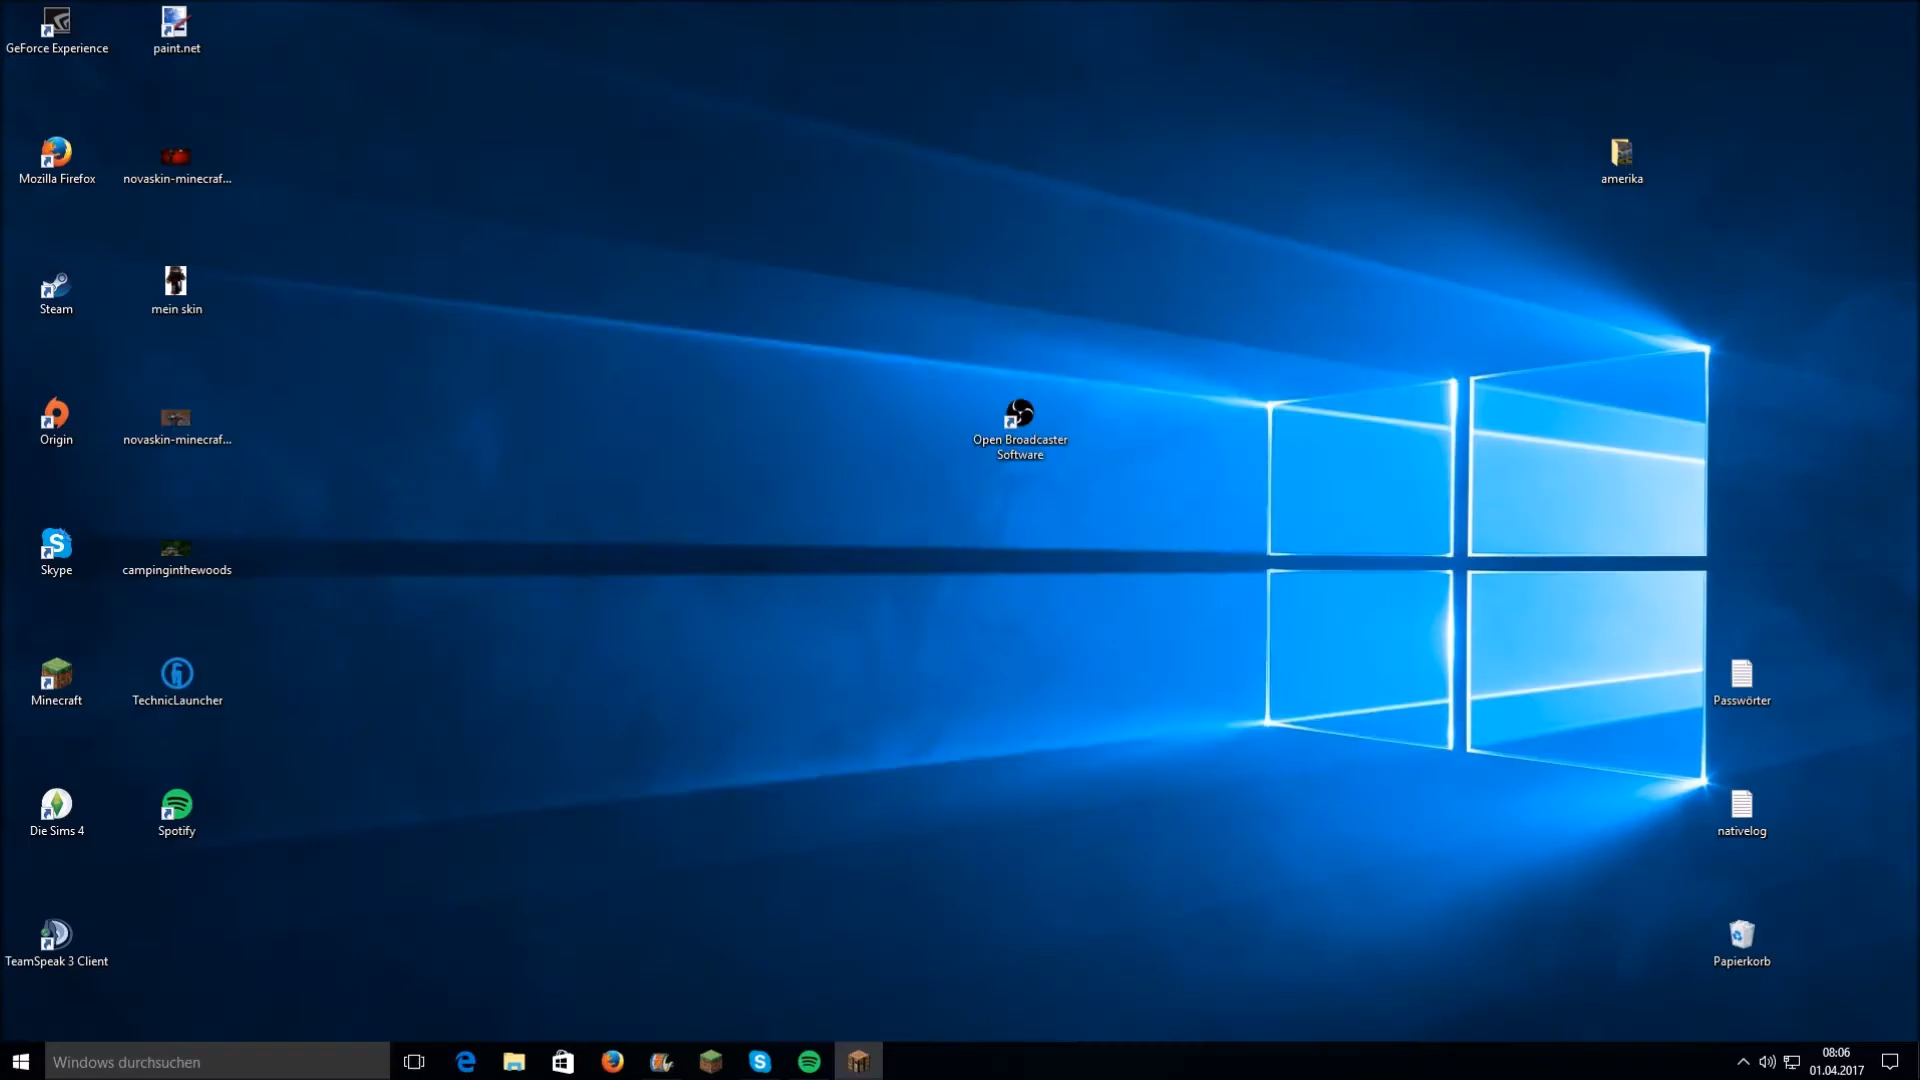 GeForce Experience
paint.net
Mozilla Firefox
novaskin-minecraf...
amerika
Steam
mein skin
Origin
novaskin-minecraf...
Open Broadcaster
Software
Skype
campinginthewoods
Minecraft
TechnicLauncher
Passwörter
Die Sims 4
Spotify
nativelog
TeamSpeak 3 Client
Papierkorb
Windows durchsuchen
08:06
01.04.2017